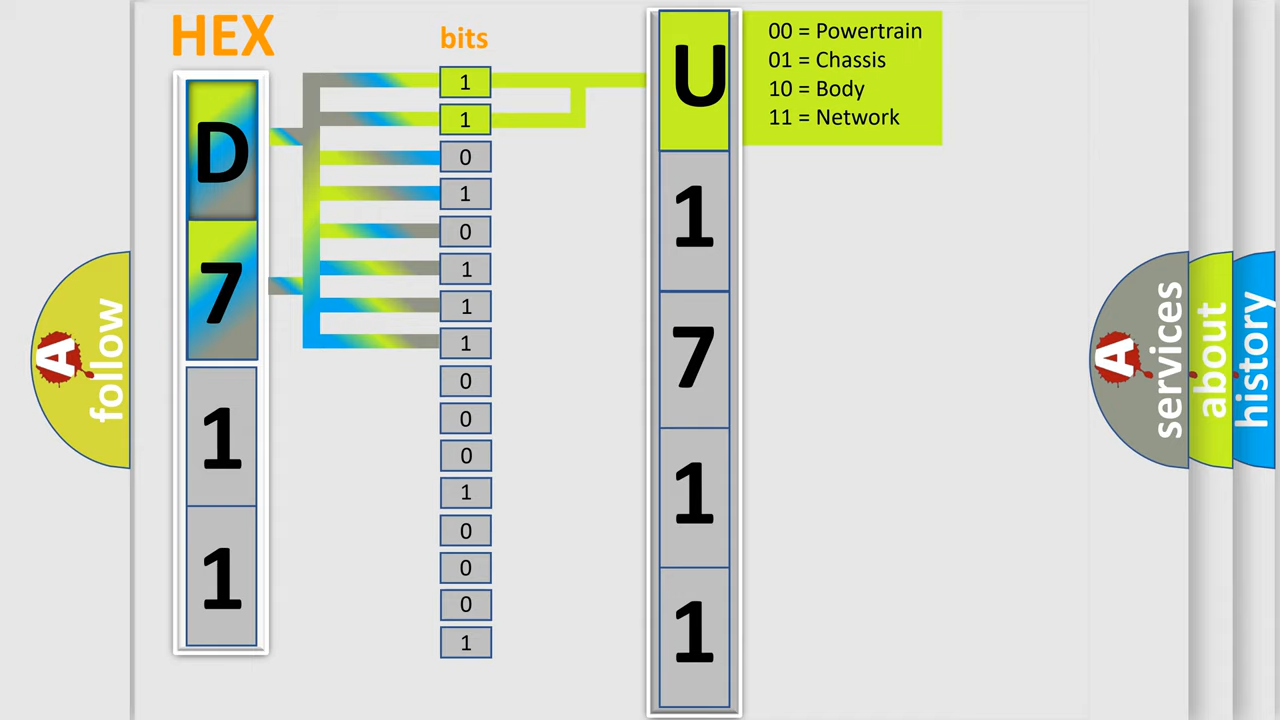 HEX
bits
D
7
1
1
1
1
0
1
0
1
1
1
0
0
0
1
0
0
0
1
U
1
7
1
1
00 = Powertrain
01 = Chassis
10 = Body
11 = Network
A follow
A services
about
history